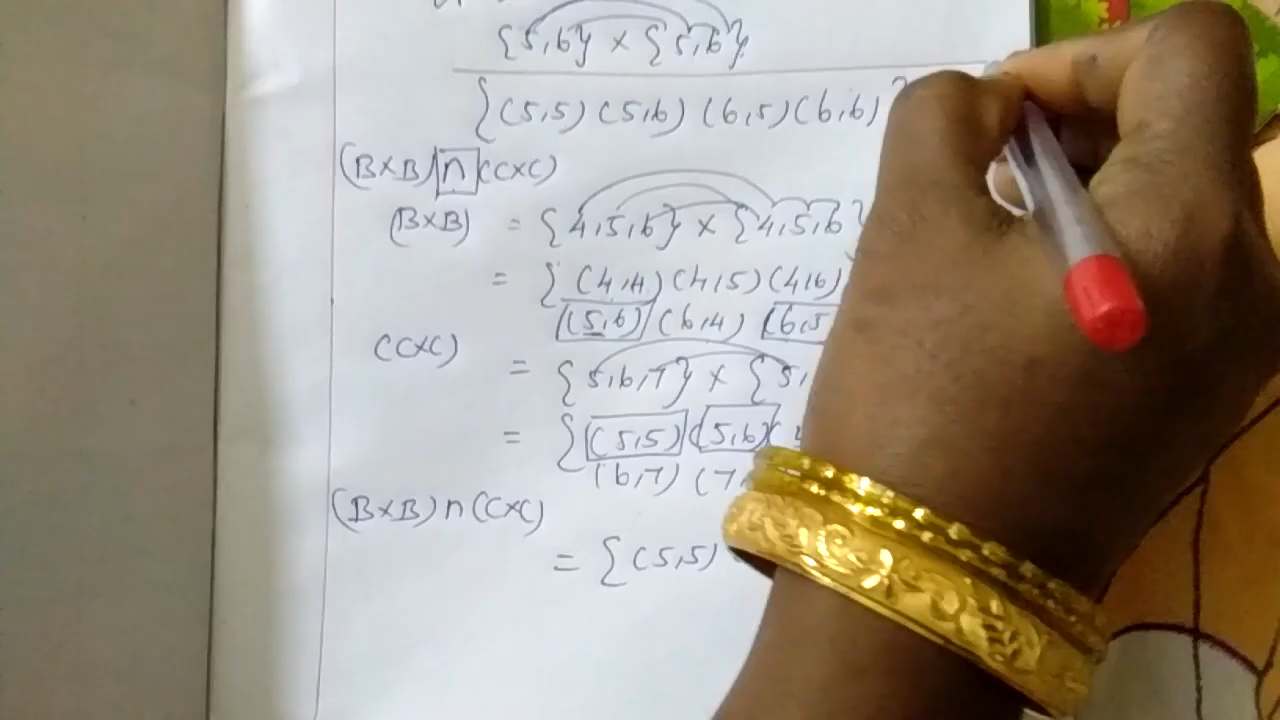 {5,6} × {5,6}
{(5,5) (5,6) (6,5) (6,6)
(B×B) n (C×C)
(B×B) = {4,5,6} × {4,5,6}
= { (4,4) (4,5) (4,6)
(5,6) (6,4) (6,5
(C×C)
= {5,6,7} × {5,
= {(5,5) (5,6) (
(6,7) (7,
(B×B) n (C×C)
= {(5,5)